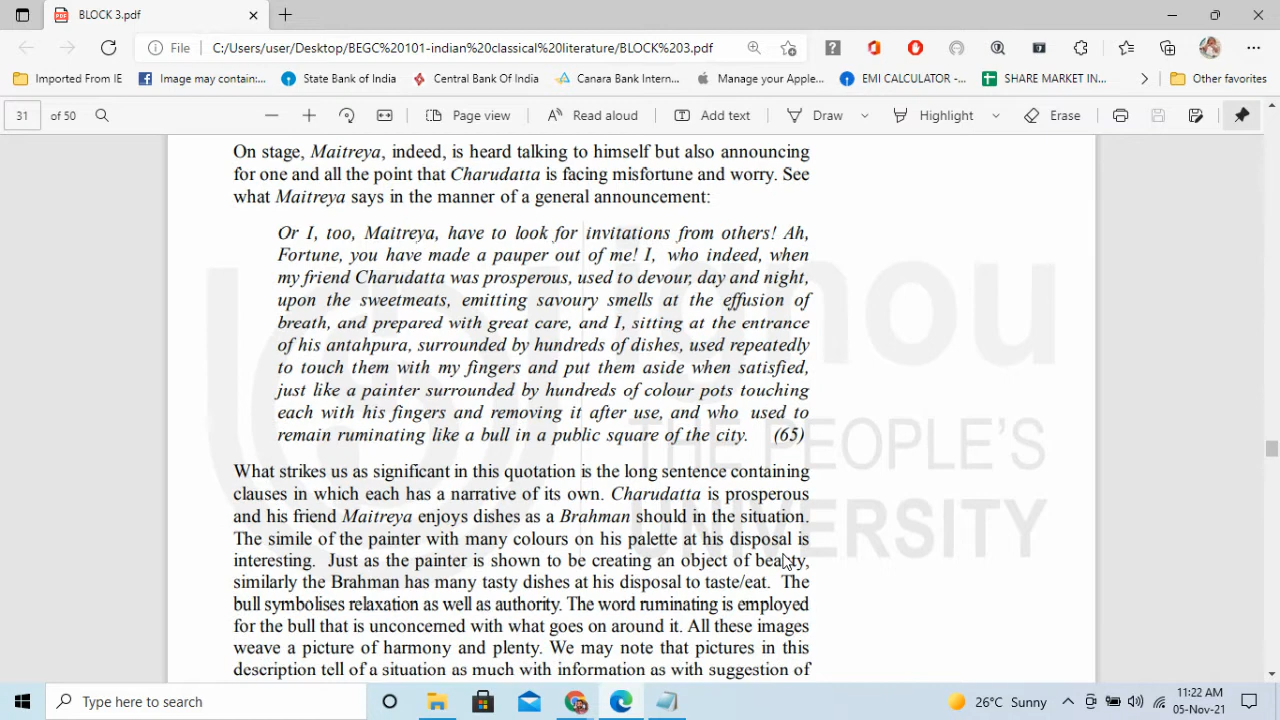 BLOCK 3.pdf
File C:/Users/user/Desktop/BEGC%20101-indian%20classical%20literature/BLOCK%203.pdf
Imported From IE Image may contain:... State Bank of India Central Bank Of India Canara Bank Intern... Manage your Apple... EMI CALCULATOR -... SHARE MARKET IN... Other favorites
31 of 50 Page view Read aloud Add text Draw Highlight Erase
On stage, Maitreya, indeed, is heard talking to himself but also announcing
for one and all the point that Charudatta is facing misfortune and worry. See
what Maitreya says in the manner of a general announcement:
Or I, too, Maitreya, have to look for invitations from others! Ah,
Fortune, you have made a pauper out of me! I, who indeed, when
my friend Charudatta was prosperous, used to devour, day and night,
upon the sweetmeats, emitting savoury smells at the effusion of
breath, and prepared with great care, and I, sitting at the entrance
of his antahpura, surrounded by hundreds of dishes, used repeatedly
to touch them with my fingers and put them aside when satisfied,
just like a painter surrounded by hundreds of colour pots touching
each with his fingers and removing it after use, and who used to
remain ruminating like a bull in a public square of the city. (65)
What strikes us as significant in this quotation is the long sentence containing
clauses in which each has a narrative of its own. Charudatta is prosperous
and his friend Maitreya enjoys dishes as a Brahman should in the situation.
The simile of the painter with many colours on his palette at his disposal is
interesting. Just as the painter is shown to be creating an object of beauty,
similarly the Brahman has many tasty dishes at his disposal to taste/eat. The
bull symbolises relaxation as well as authority. The word ruminating is employed
for the bull that is unconcerned with what goes on around it. All these images
weave a picture of harmony and plenty. We may note that pictures in this
description tell of a situation as much with information as with suggestion of
ignou
THE PEOPLE'S
UNIVERSITY
Type here to search 26°C Sunny 11:22 AM
05-Nov-21